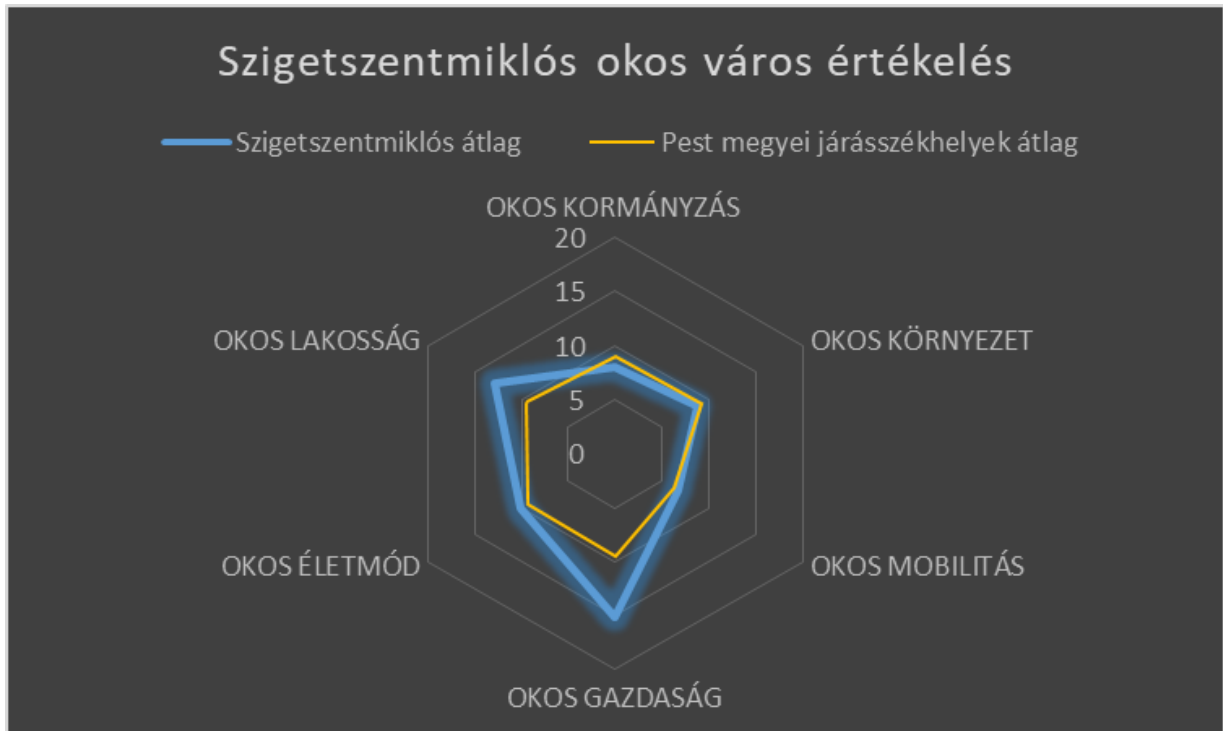 Szigetszentmiklós okos város értékelés
Szigetszentmiklós átlag
Pest megyei járásszékhelyek átlag
OKOS KORMÁNYZÁS
20
15
10
5
0
OKOS LAKOSSÁG
OKOS KÖRNYEZET
OKOS ÉLETMÓD
OKOS MOBILITÁS
OKOS GAZDASÁG